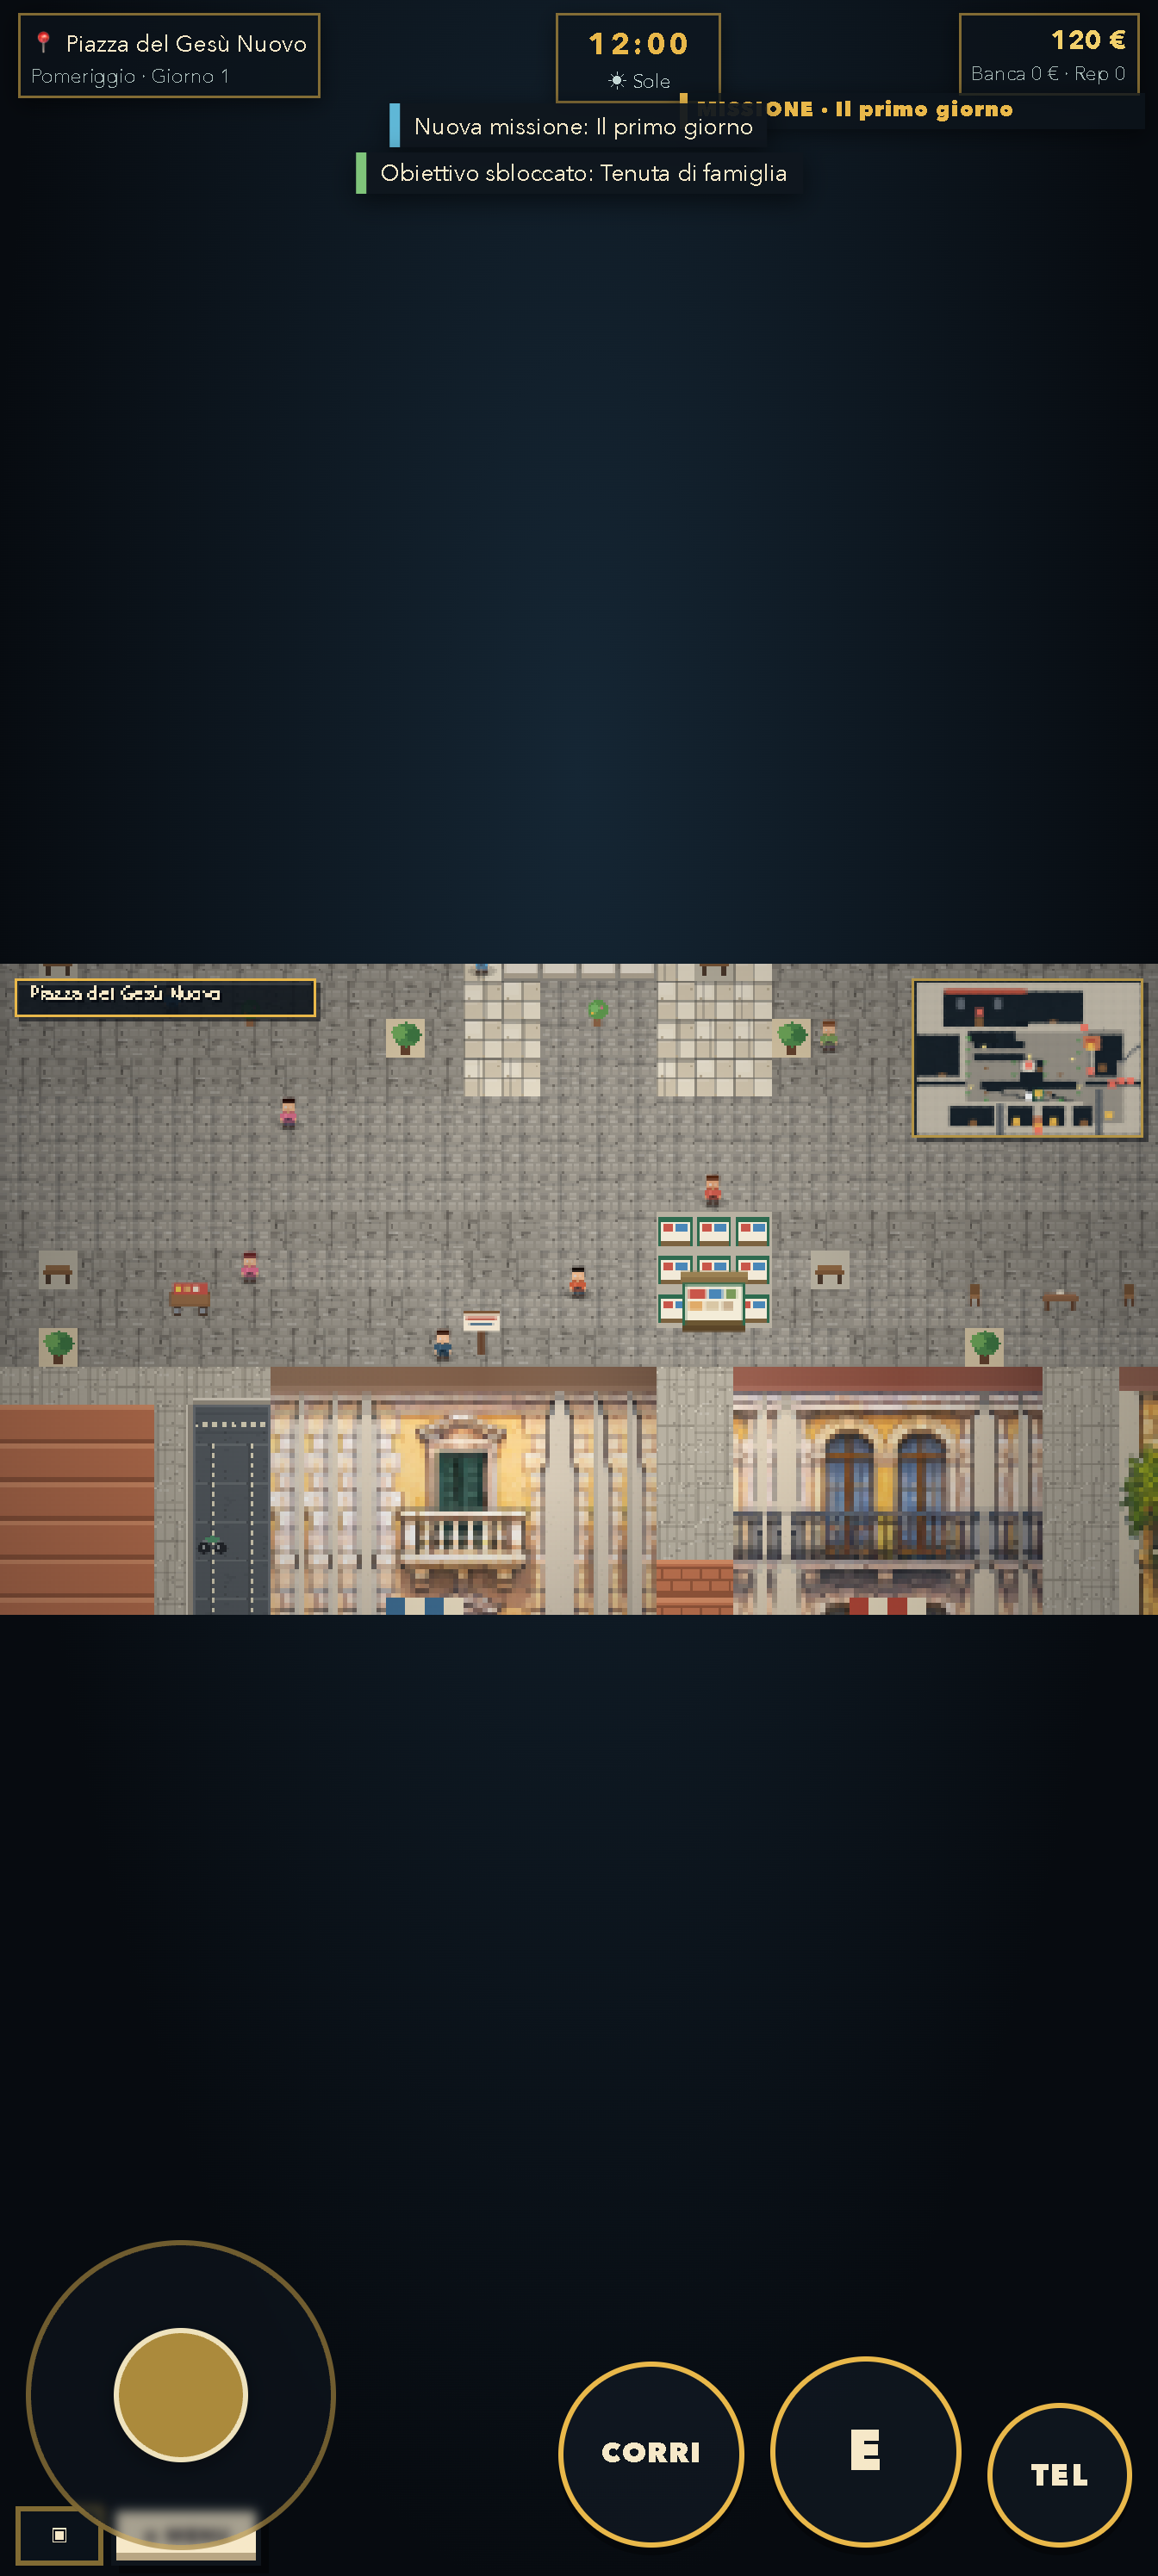 Piazza del Gesù Nuovo
Pomeriggio · Giorno 1
12:00
☀ Sole
120 €
Banca 0 € · Rep 0
MISSIONE · Il primo giorno
Nuova missione: Il primo giorno
Obiettivo sbloccato: Tenuta di famiglia
Piazza del Gesù Nuovo
CORRI
E
TEL